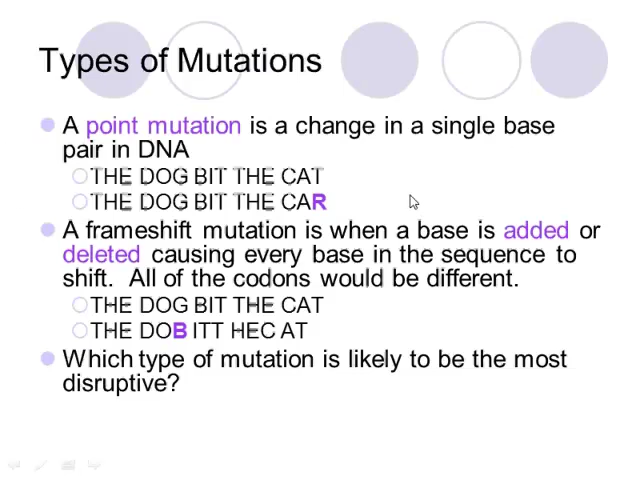 Types of Mutations
A point mutation is a change in a single base
pair in DNA
THE DOG BIT THE CAT
THE DOG BIT THE CAR
A frameshift mutation is when a base is added or
deleted causing every base in the sequence to
shift. All of the codons would be different.
THE DOG BIT THE CAT
THE DOB ITT HEC AT
Which type of mutation is likely to be the most
disruptive?